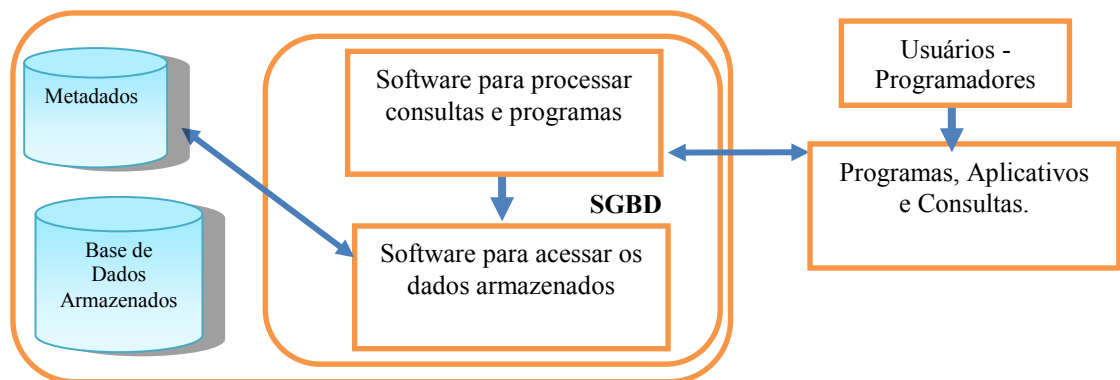 Metadados
Base de
Dados
Armazenados
Software para processar
consultas e programas
SGBD
Software para acessar os
dados armazenados
Usuários -
Programadores
Programas, Aplicativos
e Consultas.